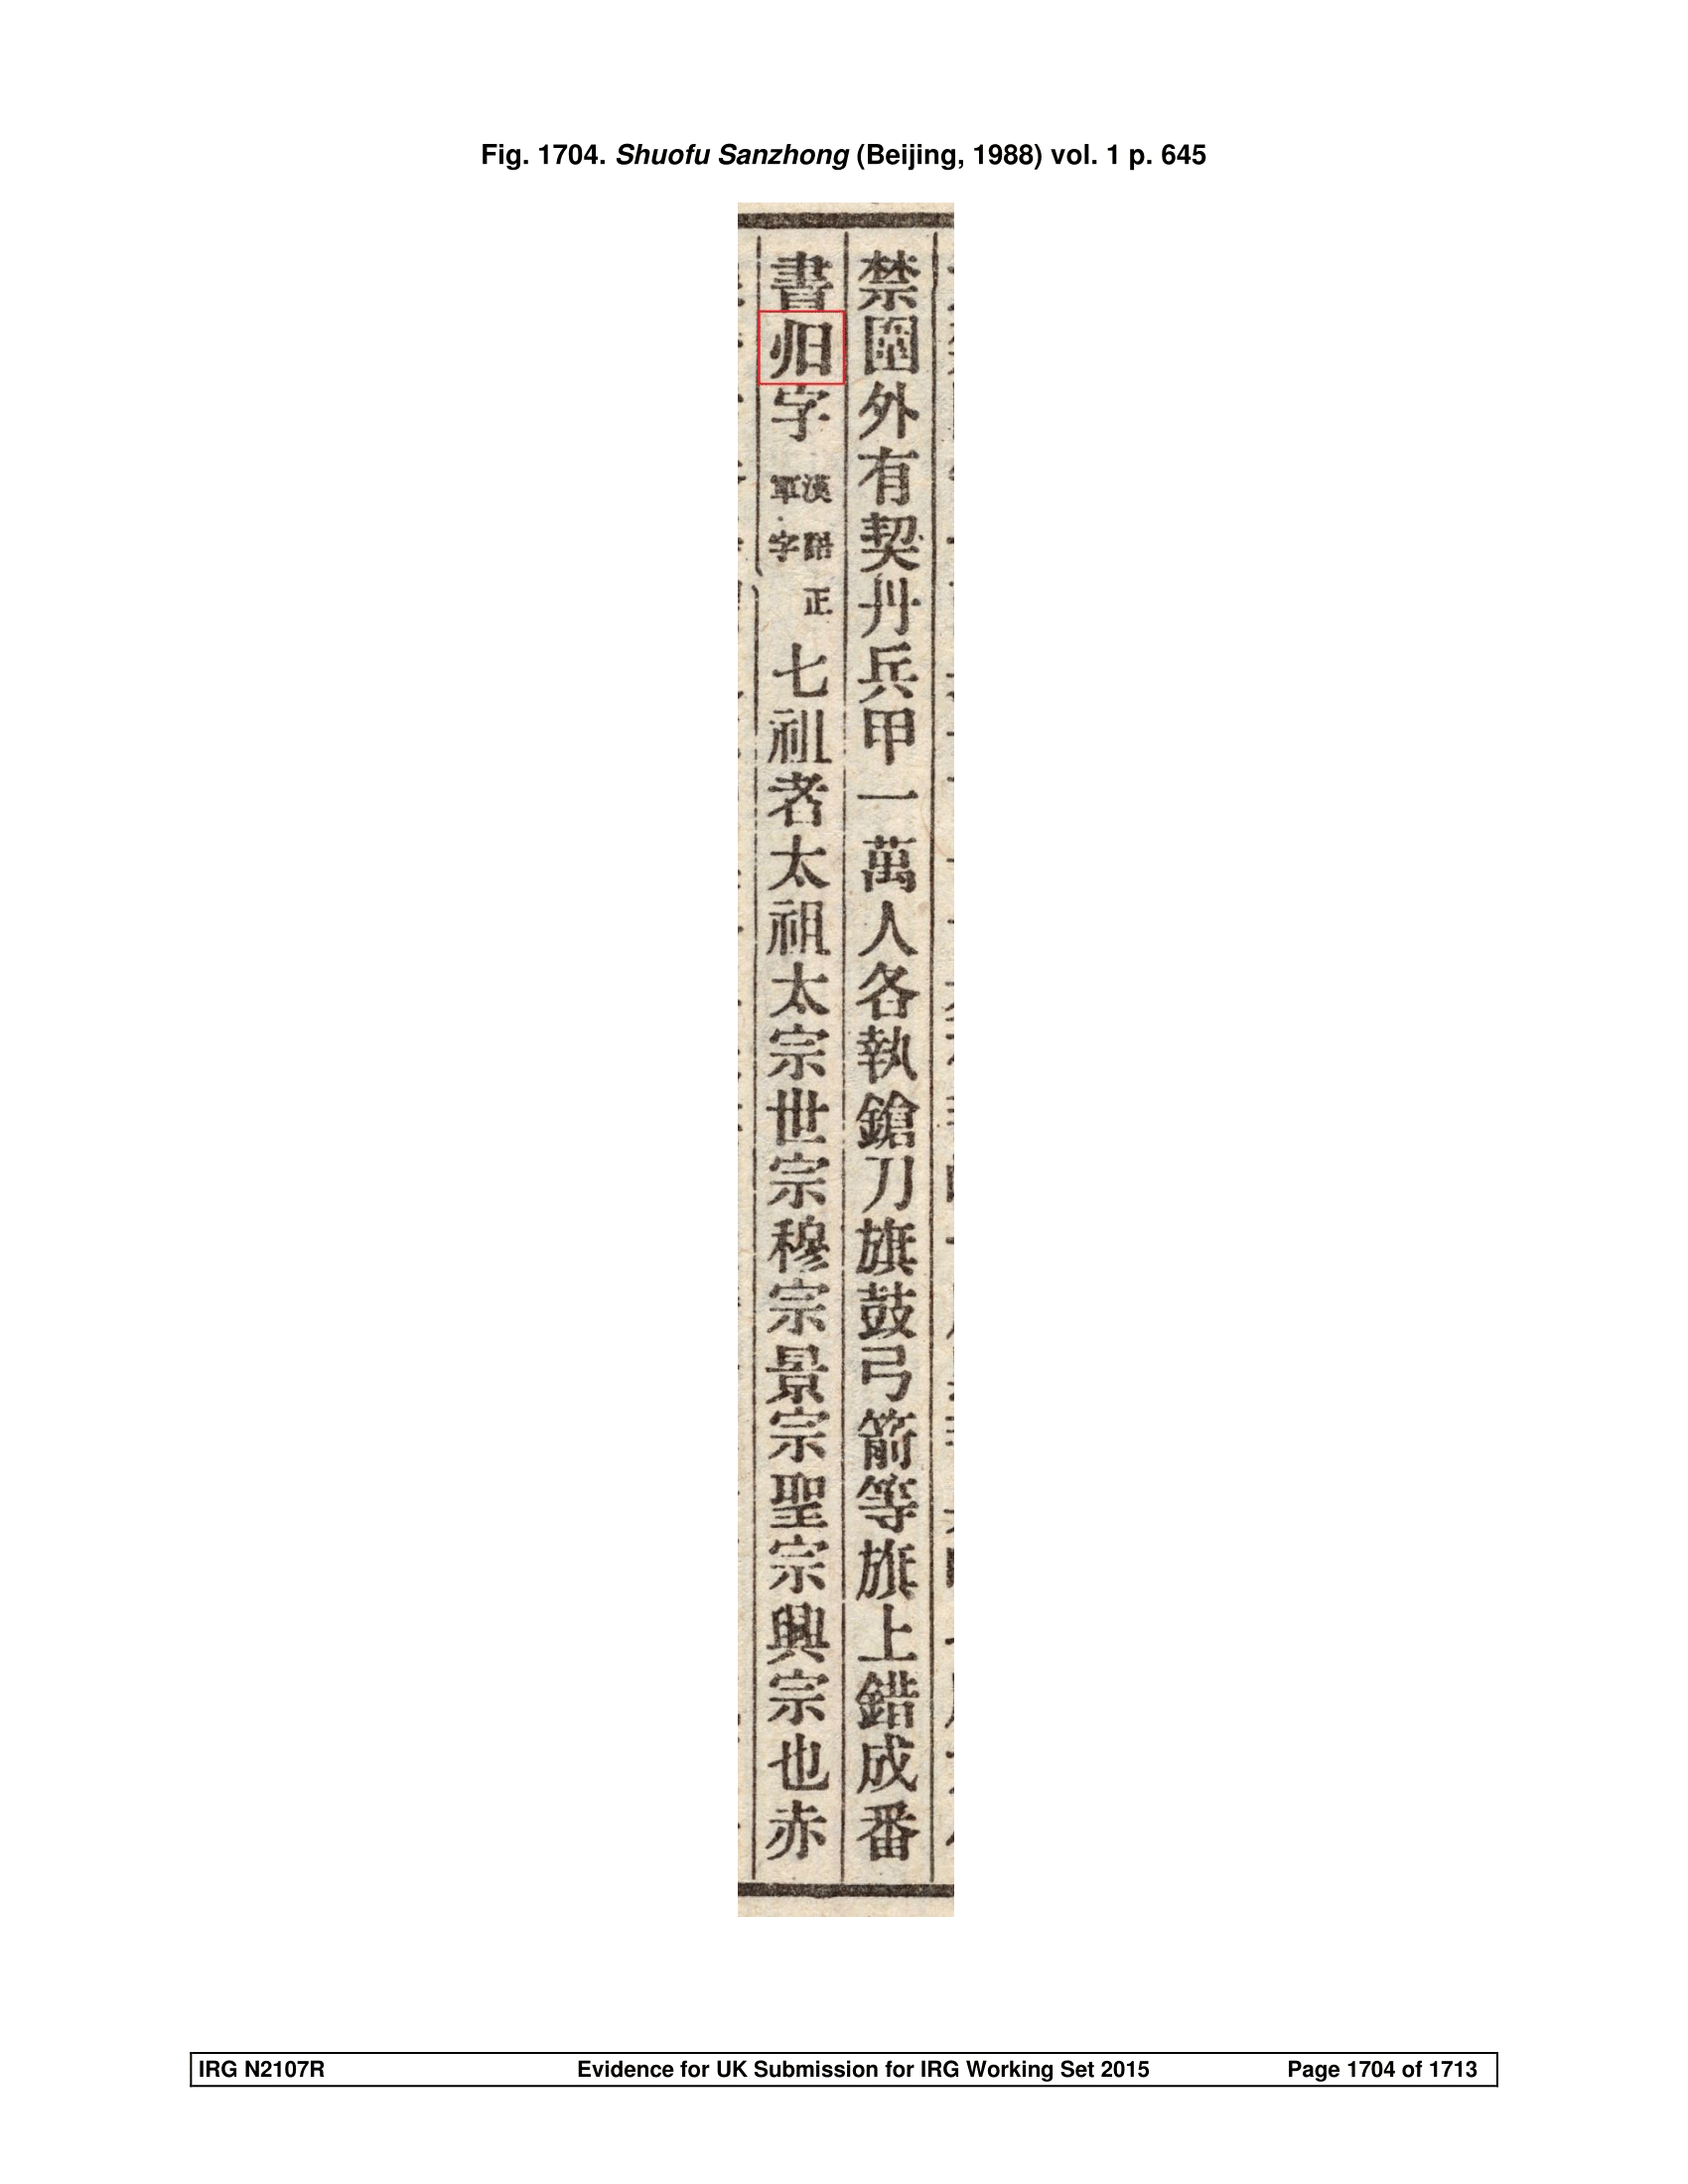 Fig. 1704. Shuofu Sanzhong (Beijing, 1988) vol. 1 p. 645
禁圍外有契丹兵甲一萬人各執鎗刀旗鼓弓箭等旗上錯成番
書字漢語正軍字七祖者太祖太宗世宗穆宗景宗聖宗興宗也赤
IRG N2107R Evidence for UK Submission for IRG Working Set 2015 Page 1704 of 1713